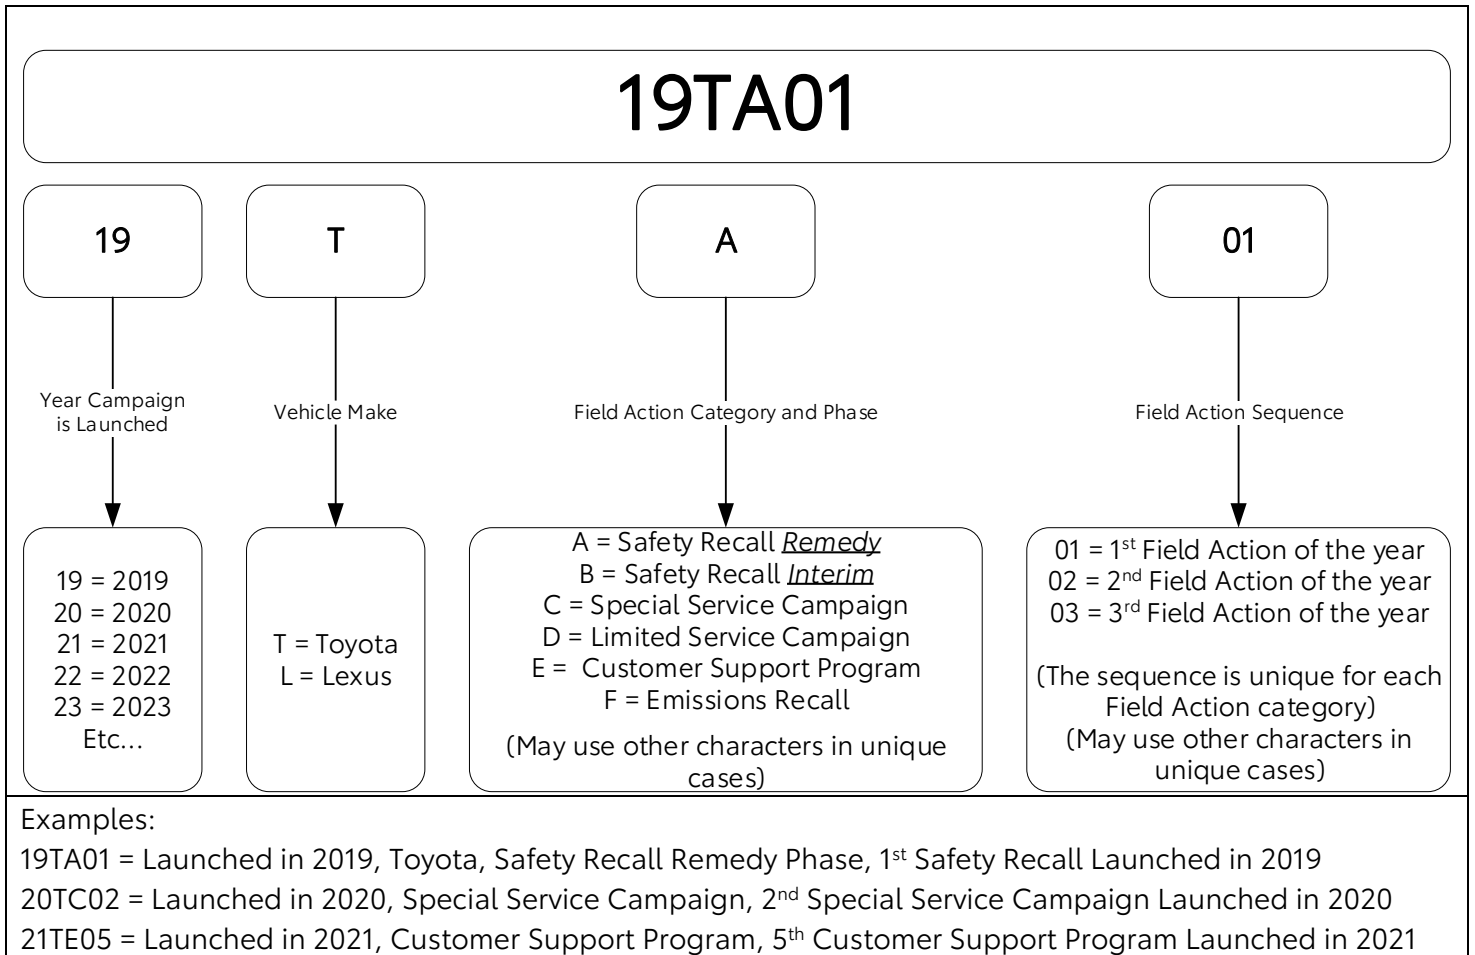 19TA01
19
T
A
01
Year Campaign
is Launched
Vehicle Make
Field Action Category and Phase
Field Action Sequence
19 = 2019
20 = 2020
21 = 2021
22 = 2022
23 = 2023
Etc...
T = Toyota
L = Lexus
A = Safety Recall Remedy
B = Safety Recall Interim
C = Special Service Campaign
D = Limited Service Campaign
E =  Customer Support Program
F = Emissions Recall
(May use other characters in unique
cases)
01 = 1st Field Action of the year
02 = 2nd Field Action of the year
03 = 3rd Field Action of the year
(The sequence is unique for each
Field Action category)
(May use other characters in
unique cases)
Examples:
19TA01 = Launched in 2019, Toyota, Safety Recall Remedy Phase, 1st Safety Recall Launched in 2019
20TC02 = Launched in 2020, Special Service Campaign, 2nd Special Service Campaign Launched in 2020
21TE05 = Launched in 2021, Customer Support Program, 5th Customer Support Program Launched in 2021